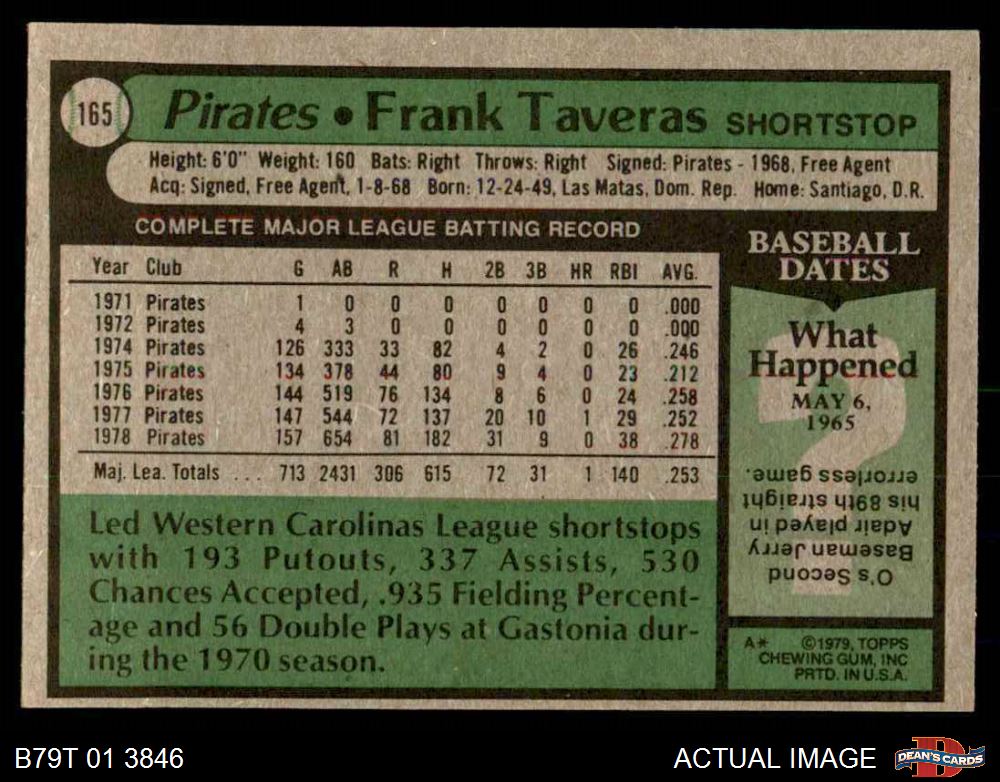 165
Pirates • Frank Taveras SHORTSTOP
Height: 6'0" Weight: 160 Bats: Right Throws: Right Signed: Pirates - 1968, Free Agent
Acq: Signed, Free Agent, 1-8-68 Born: 12-24-49, Las Matas, Dom. Rep. Home: Santiago, D.R.
COMPLETE MAJOR LEAGUE BATTING RECORD
Year Club G AB R H 2B 3B HR RBI AVG.
1971 Pirates 1 0 0 0 0 0 0 0 .000
1972 Pirates 4 3 0 0 0 0 0 0 .000
1974 Pirates 126 333 33 82 4 2 0 26 .246
1975 Pirates 134 378 44 80 9 4 0 23 .212
1976 Pirates 144 519 76 134 8 6 0 24 .258
1977 Pirates 147 544 72 137 20 10 1 29 .252
1978 Pirates 157 654 81 182 31 9 0 38 .278
Maj. Lea. Totals ... 713 2431 306 615 72 31 1 140 .253
Led Western Carolinas League shortstops
with 193 Putouts, 337 Assists, 530
Chances Accepted, .935 Fielding Percent-
age and 56 Double Plays at Gastonia dur-
ing the 1970 season.
BASEBALL
DATES
What
Happened
MAY 6,
1965
O's Second
Baseman Jerry
Adair played in
his 89th straight
errorless game.
A* ©1979, TOPPS
CHEWING GUM, INC
PRTD. IN U.S.A.
B79T 01 3846
ACTUAL IMAGE
D
DEAN'S CARDS